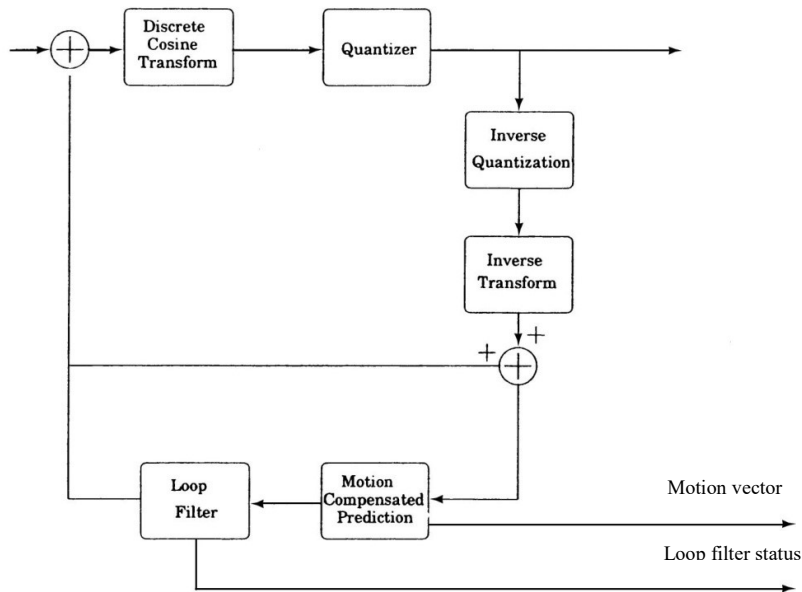 Discrete
Cosine
Transform
Quantizer
Inverse
Quantization
Inverse
Transform
+
+
Loop
Filter
Motion
Compensated
Prediction
Motion vector
Loop filter status